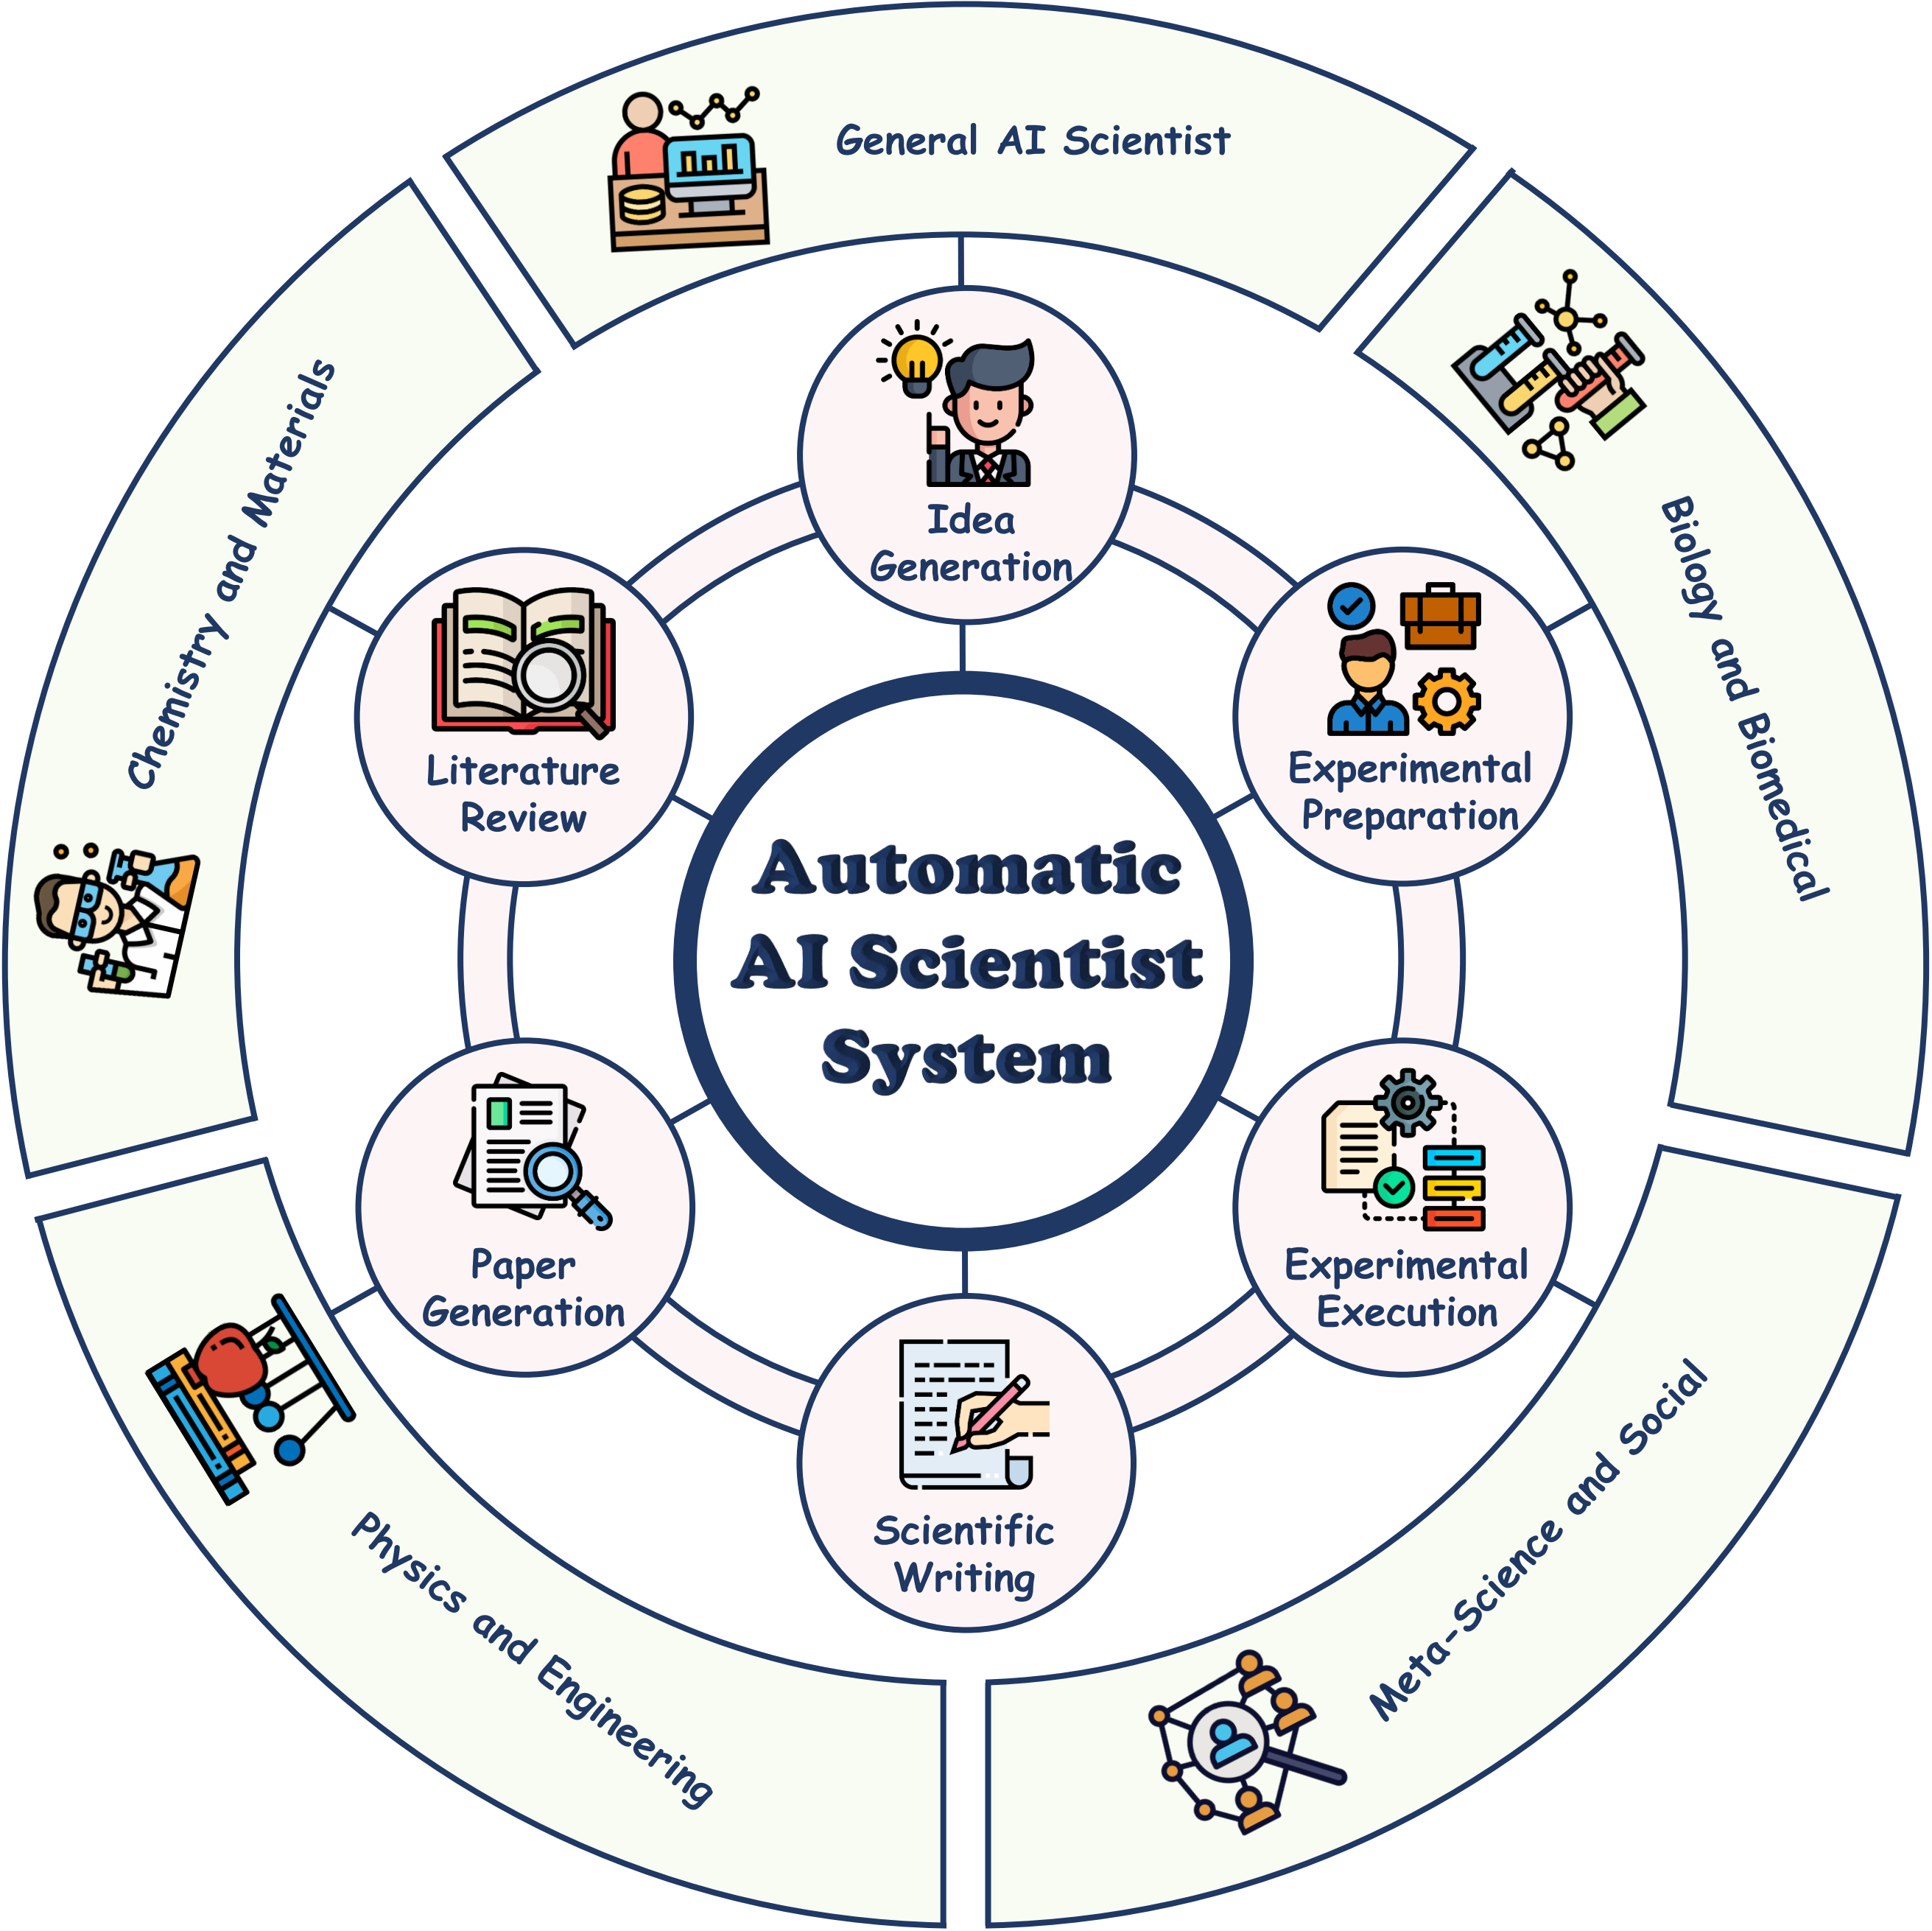 General AI Scientist
Biology and Biomedical
Chemistry and Materials
Idea
Generation
Literature
Review
Experimental
Preparation
Automatic
AI Scientist
System
Paper
Generation
Experimental
Execution
Scientific
Writing
Physics and Engineering
Meta-Science and Social